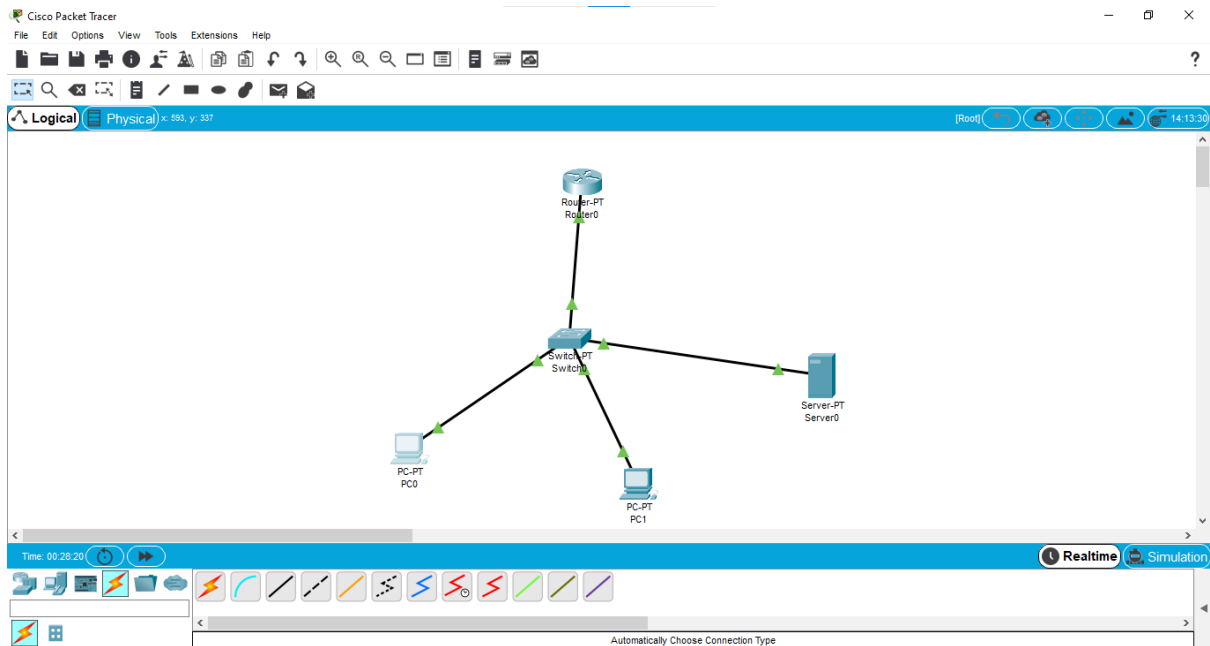 Cisco Packet Tracer
File Edit Options View Tools Extensions Help
?
Logical Physical x: 593, y: 337 [Root] 14:13:30
Router-PT
Router0
Switch-PT
Switch0
Server-PT
Server0
PC-PT
PC0
PC-PT
PC1
Time: 00:28:20 Realtime Simulation
Automatically Choose Connection Type